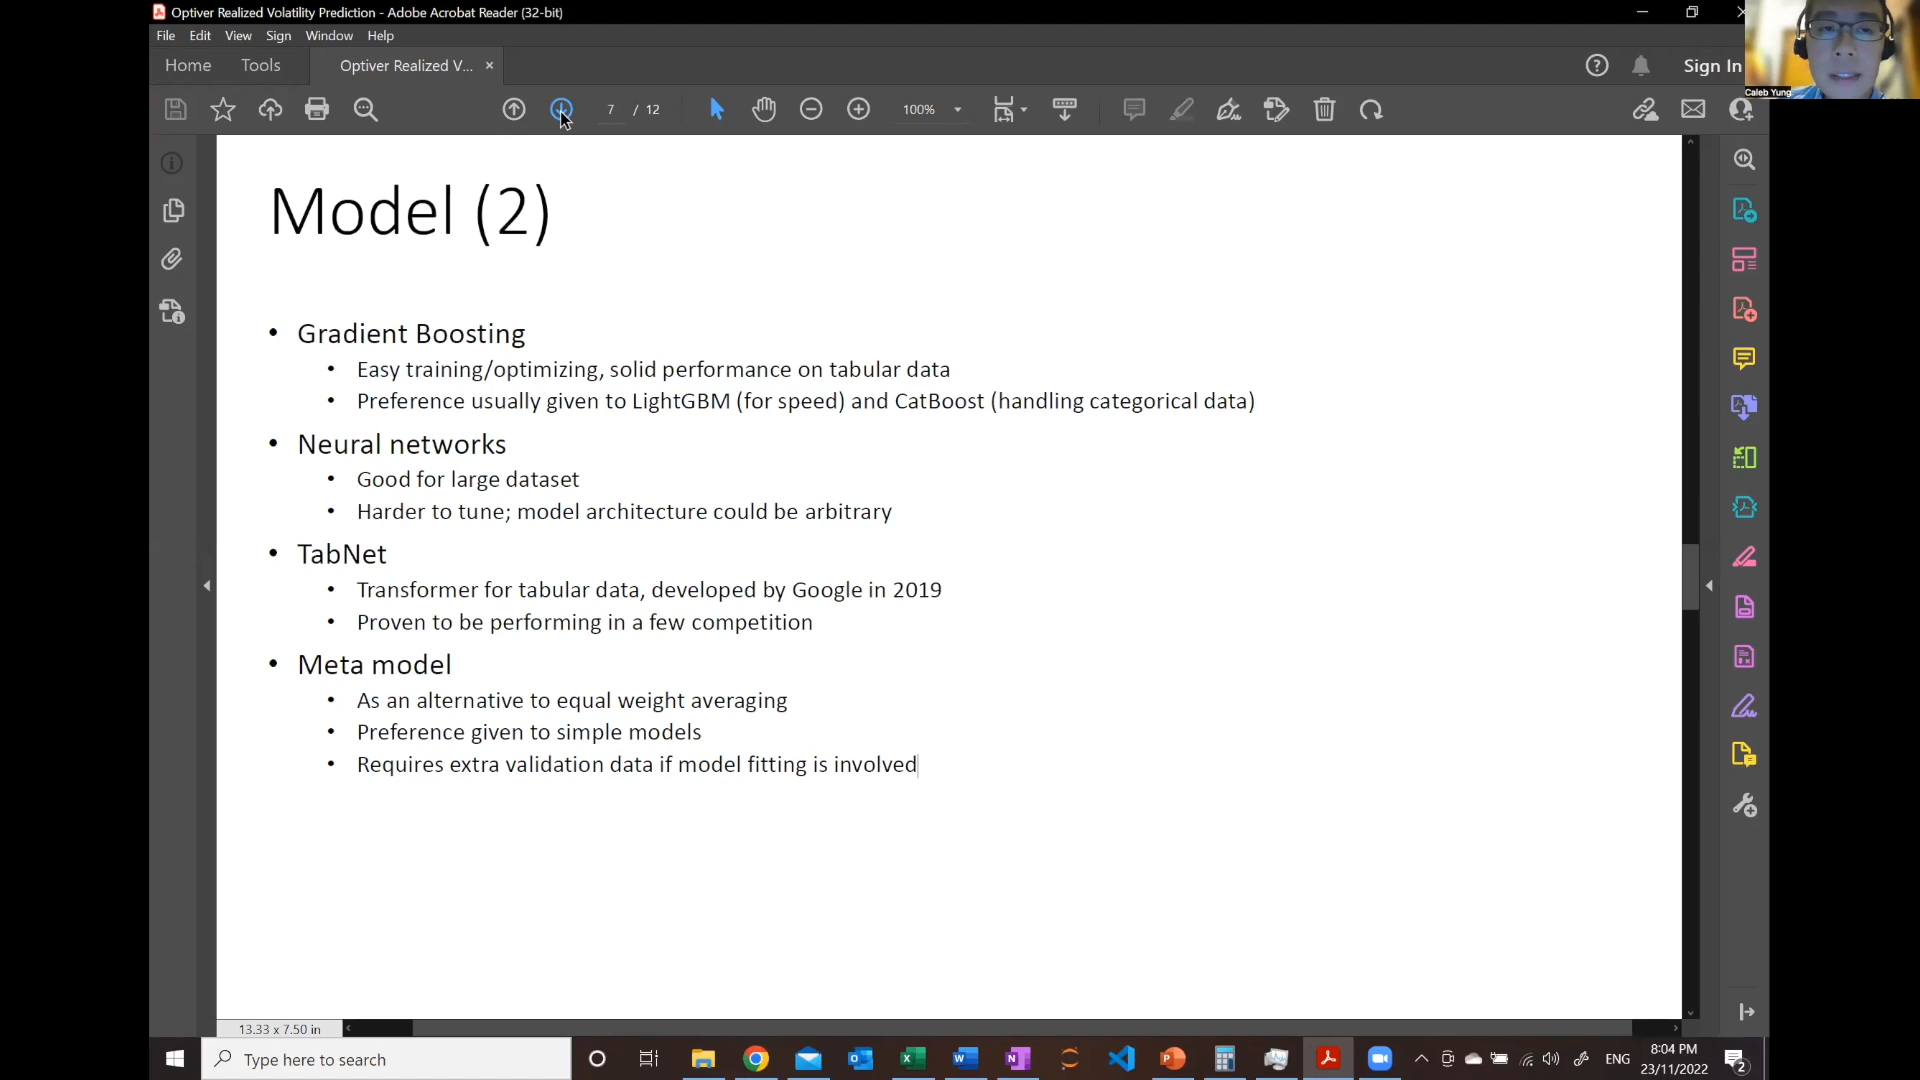 Optiver Realized Volatility Prediction - Adobe Acrobat Reader (32-bit)
File Edit View Sign Window Help
Home Tools Optiver Realized V... × Sign In
Caleb Yung
7 / 12 100%
Model (2)
• Gradient Boosting
• Easy training/optimizing, solid performance on tabular data
• Preference usually given to LightGBM (for speed) and CatBoost (handling categorical data)
• Neural networks
• Good for large dataset
• Harder to tune; model architecture could be arbitrary
• TabNet
• Transformer for tabular data, developed by Google in 2019
• Proven to be performing in a few competition
• Meta model
• As an alternative to equal weight averaging
• Preference given to simple models
• Requires extra validation data if model fitting is involved
13.33 x 7.50 in
Type here to search
ENG
8:04 PM
23/11/2022
2